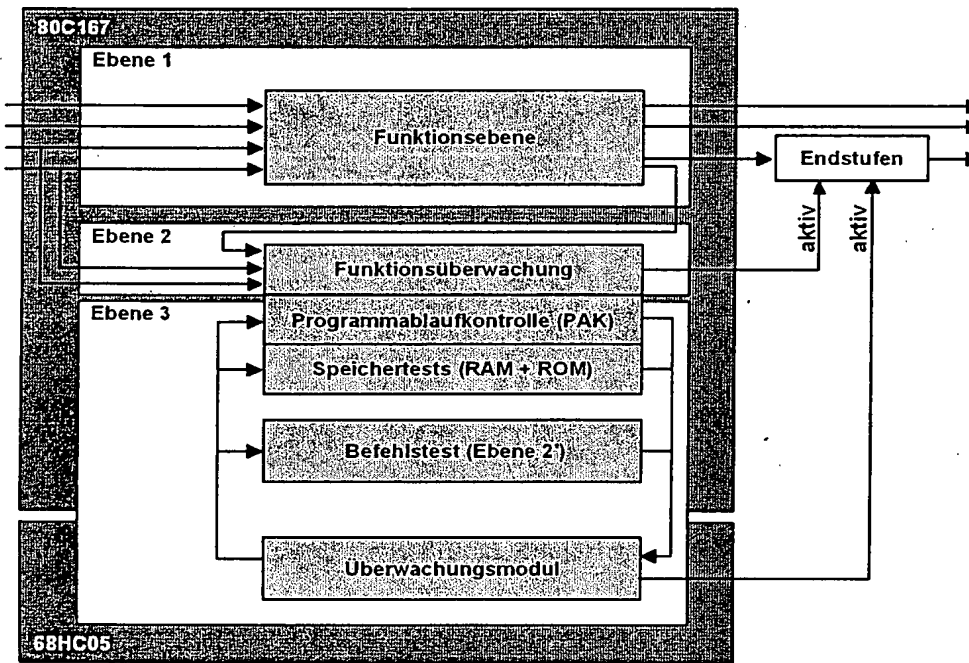 80C167
Ebene 1
Funktionsebene
Endstufen
aktiv
aktiv
Ebene 2
Funktionsüberwachung
Ebene 3
Programmablaufkontrolle (PAK)
Speichertests (RAM + ROM)
Befehlstest (Ebene 2')
Überwachungsmodul
68HC05